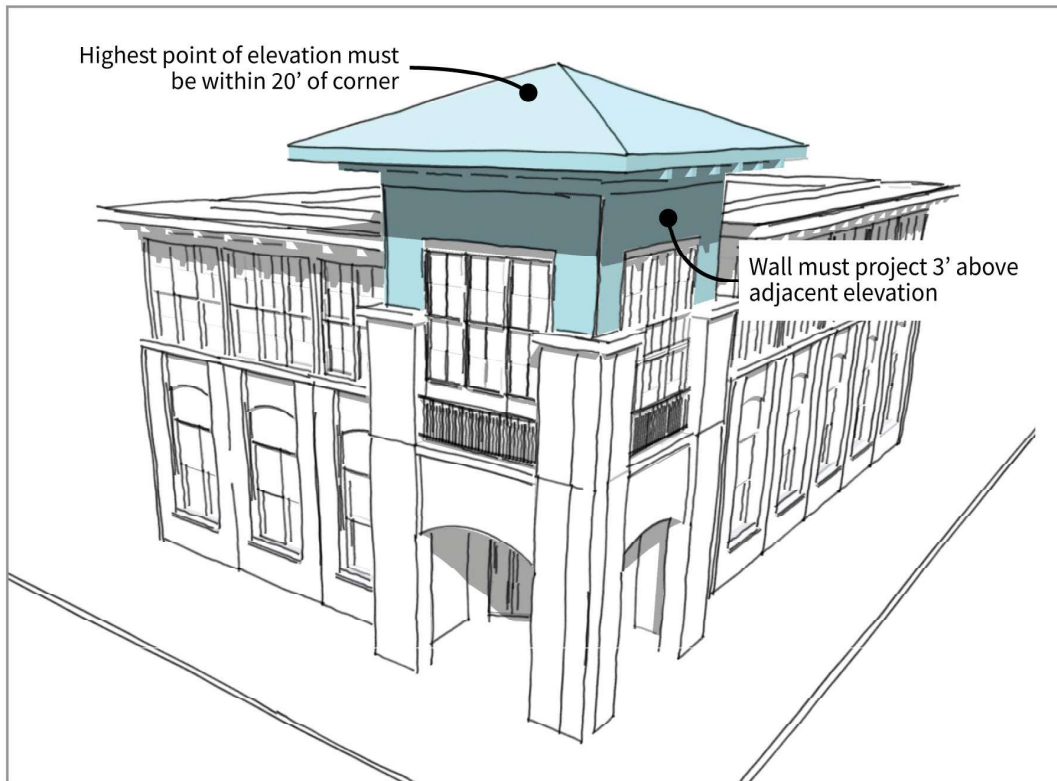 Highest point of elevation must
be within 20’ of corner
Wall must project 3’ above
adjacent elevation